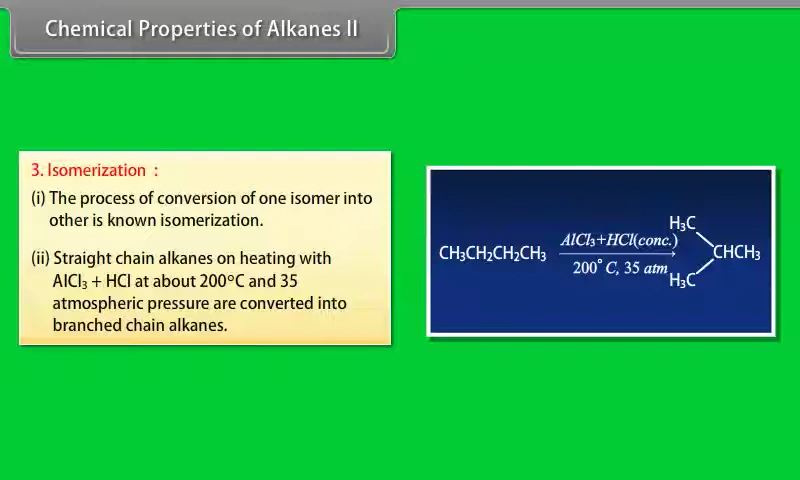 Chemical Properties of Alkanes II
3. Isomerization :
(i) The process of conversion of one isomer into
other is known isomerization.
(ii) Straight chain alkanes on heating with
AlCl₃ + HCl at about 200°C and 35
atmospheric pressure are converted into
branched chain alkanes.
CH₃CH₂CH₂CH₃
AlCl₃+HCl(conc.)
200° C, 35 atm
H₃C
CHCH₃
H₃C